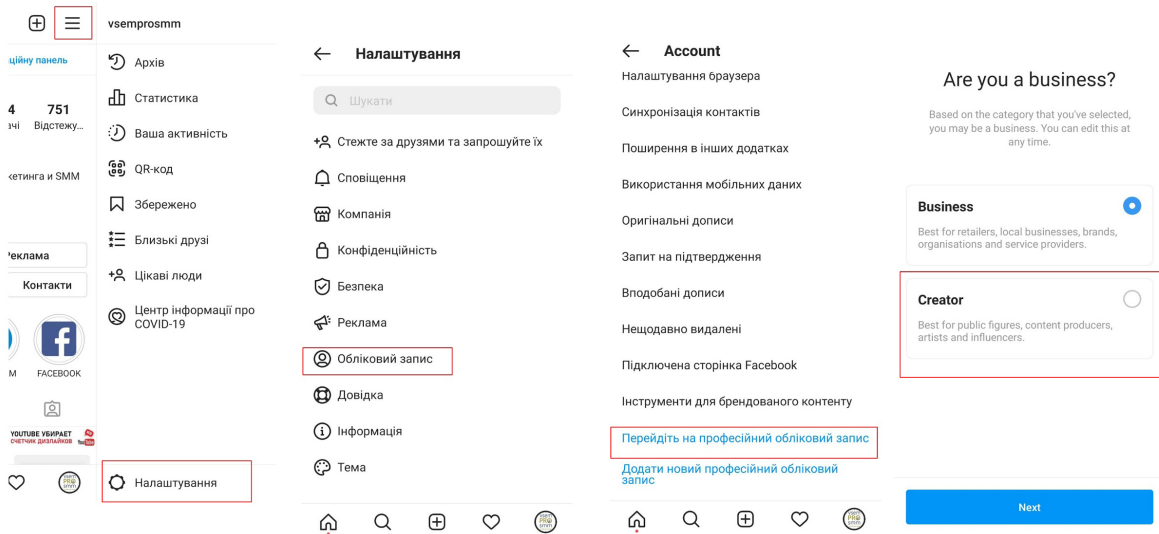 vsemprosmm
ційну панель
Архів
Статистика
4 751
ачі Відстежу...
Ваша активність
QR-код
кетинга и SMM
Збережено
Близькі друзі
Реклама
Цікаві люди
Контакти
Центр інформації про
COVID-19
M FACEBOOK
YOUTUBE УБИРАЕТ
СЧЕТЧИК ДИЗЛАЙКОВ
Налаштування
Налаштування
Шукати
Стежте за друзями та запрошуйте їх
Сповіщення
Компанія
Конфіденційність
Безпека
Реклама
Обліковий запис
Довідка
Інформація
Тема
Account
Налаштування браузера
Синхронізація контактів
Поширення в інших додатках
Використання мобільних даних
Оригінальні дописи
Запит на підтвердження
Вподобані дописи
Нещодавно видалені
Підключена сторінка Facebook
Інструменти для брендованого контенту
Перейдіть на професійний обліковий запис
Додати новий професійний обліковий
запис
Are you a business?
Based on the category that you've selected,
you may be a business. You can edit this at
any time.
Business
Best for retailers, local businesses, brands,
organisations and service providers.
Creator
Best for public figures, content producers,
artists and influencers.
Next